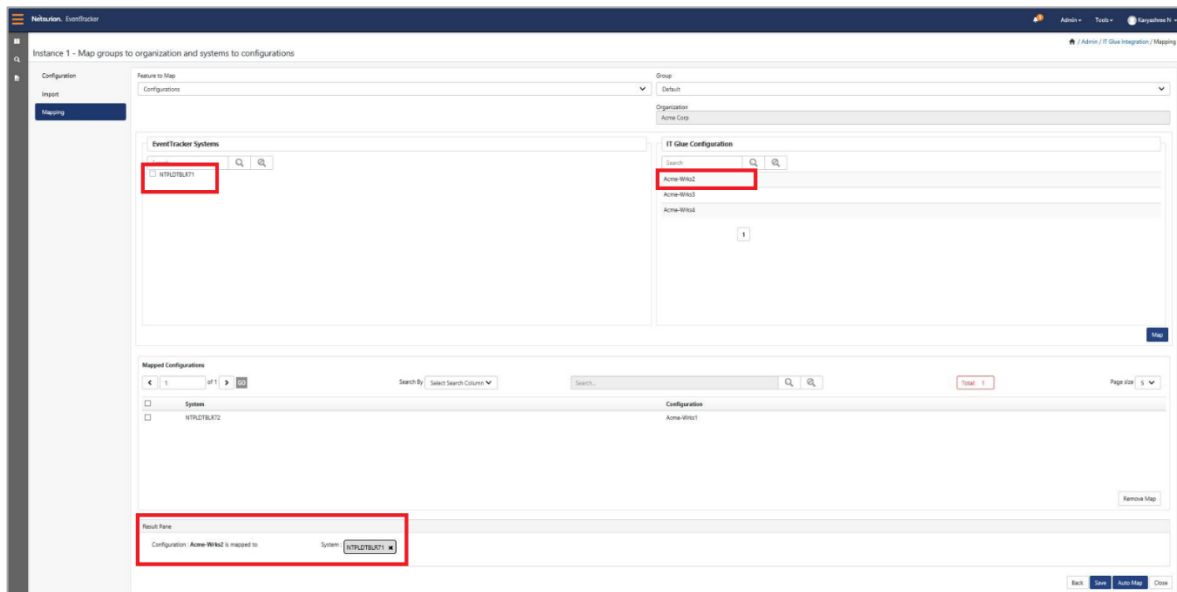 Netsurion. EventTracker
Admin
Tools
Karyashree N
Instance 1 - Map groups to organization and systems to configurations
/ Admin / IT Glue Integration / Mapping
Configuration
Import
Mapping
Feature to Map
Configurations
Group
Default
Organization
Acme Corp
EventTracker Systems
NTPLDTBLR71
IT Glue Configuration
Search
Acme-Wrks2
Acme-Wrks3
Acme-Wrks4
1
Map
Mapped Configurations
1 of 1 GO
Search By Select Search Column
Search...
Total: 1
Page size 5
System Configuration
NTPLDTBLR72 Acme-Wrks1
Remove Map
Result Pane
Configuration : Acme-Wrks2 is mapped to System : NTPLDTBLR71
Back Save Auto Map Close